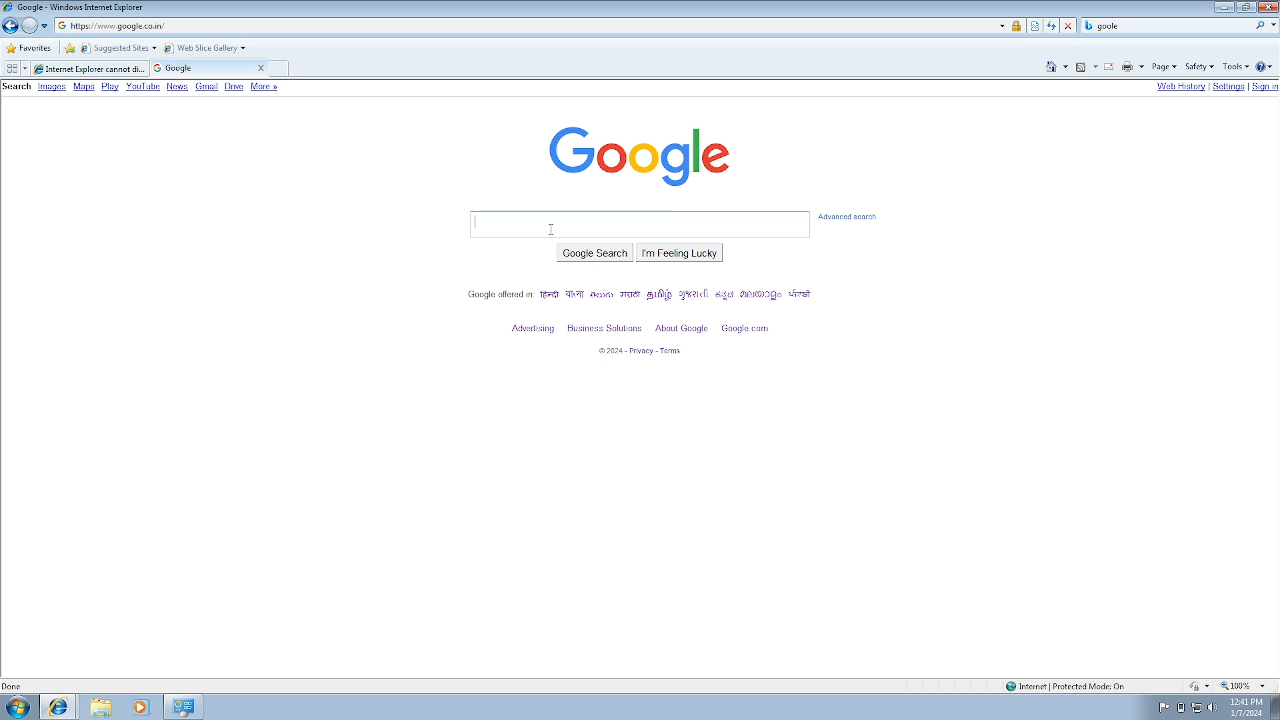 Google - Windows Internet Explorer
https://www.google.co.in/
goole
Favorites Suggested Sites Web Slice Gallery
Internet Explorer cannot di... Google X Page Safety Tools
Search Images Maps Play YouTube News Gmail Drive More » Web History | Settings | Sign in
Google
Advanced search
Google Search I'm Feeling Lucky
Google offered in: हिन्दी বাংলা తెలుగు मराठी தமிழ் ગુજરાતી ಕನ್ನಡ മലയാളം ਪੰਜਾਬੀ
Advertising Business Solutions About Google Google.com
© 2024 - Privacy - Terms
Done Internet | Protected Mode: On 100%
12:41 PM
1/7/2024